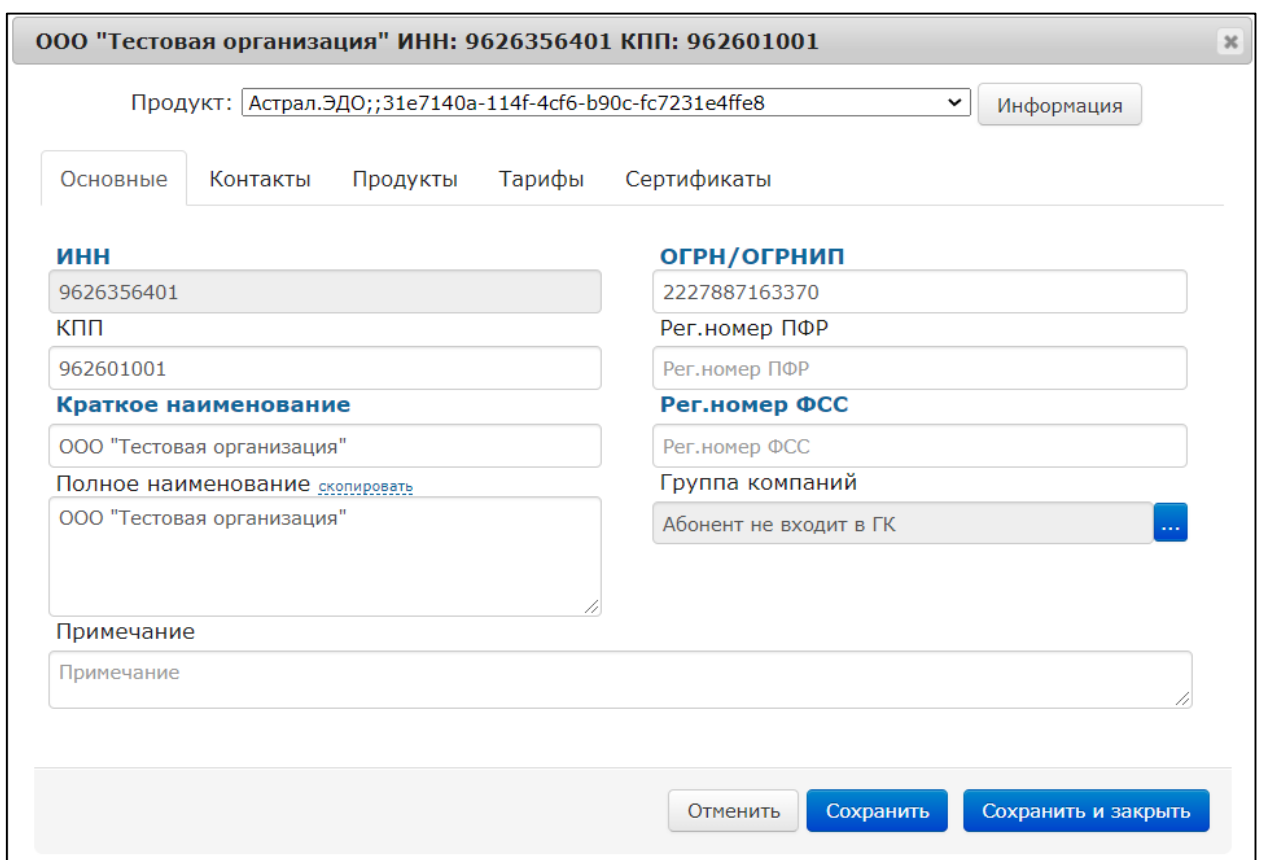 ООО "Тестовая организация" ИНН: 9626356401 КПП: 962601001
Продукт: Астрал.ЭДО;;31e7140a-114f-4cf6-b90c-fc7231e4ffe8 Информация
Основные Контакты Продукты Тарифы Сертификаты
ИНН ОГРН/ОГРНИП
9626356401 2227887163370
КПП Рег.номер ПФР
962601001 Рег.номер ПФР
Краткое наименование Рег.номер ФСС
ООО "Тестовая организация" Рег.номер ФСС
Полное наименование скопировать Группа компаний
ООО "Тестовая организация" Абонент не входит в ГК ...
Примечание
Примечание
Отменить Сохранить Сохранить и закрыть